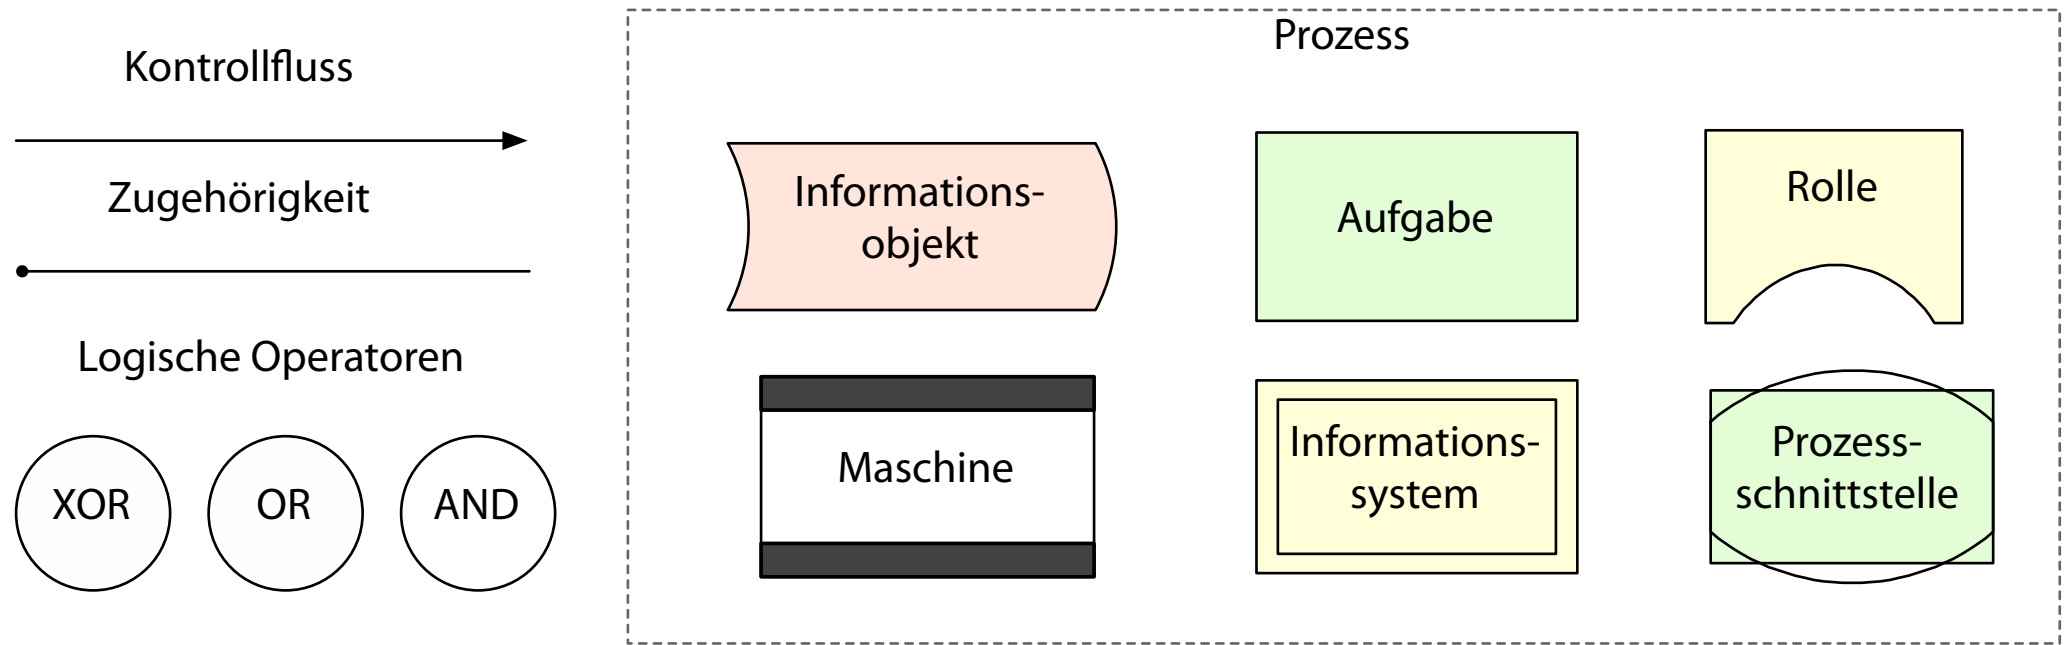 Kontrollfluss
Zugehörigkeit
Logische Operatoren
XOR
OR
AND
Prozess
Informations-
objekt
Aufgabe
Rolle
Maschine
Informations-
system
Prozess-
schnittstelle